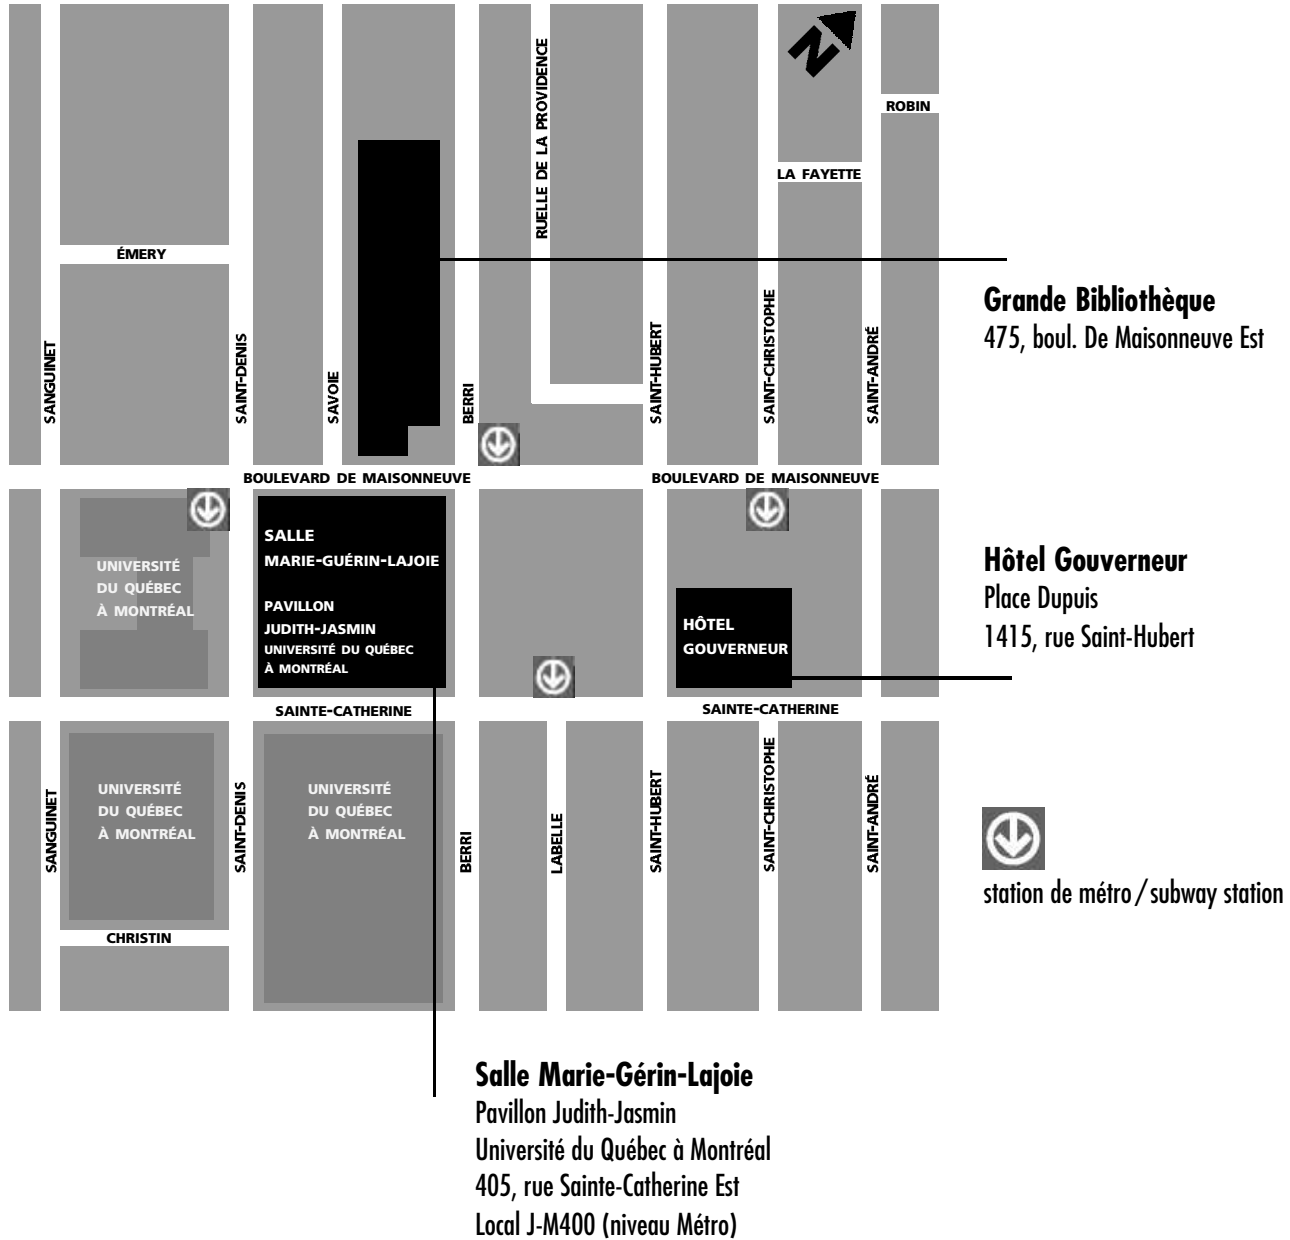 N
ROBIN
RUELLE DE LA PROVIDENCE
LA FAYETTE
ÉMERY
SANGUINET
SAINT-DENIS
SAVOIE
BERRI
SAINT-HUBERT
SAINT-CHRISTOPHE
SAINT-ANDRÉ
Grande Bibliothèque
475, boul. De Maisonneuve Est
BOULEVARD DE MAISONNEUVE
BOULEVARD DE MAISONNEUVE
UNIVERSITÉ
DU QUÉBEC
À MONTRÉAL
SALLE
MARIE-GUÉRIN-LAJOIE
PAVILLON
JUDITH-JASMIN
UNIVERSITÉ DU QUÉBEC
À MONTRÉAL
HÔTEL
GOUVERNEUR
Hôtel Gouverneur
Place Dupuis
1415, rue Saint-Hubert
SAINTE-CATHERINE
SAINTE-CATHERINE
SANGUINET
UNIVERSITÉ
DU QUÉBEC
À MONTRÉAL
SAINT-DENIS
UNIVERSITÉ
DU QUÉBEC
À MONTRÉAL
BERRI
LABELLE
SAINT-HUBERT
SAINT-CHRISTOPHE
SAINT-ANDRÉ
station de métro/subway station
CHRISTIN
Salle Marie-Gérin-Lajoie
Pavillon Judith-Jasmin
Université du Québec à Montréal
405, rue Sainte-Catherine Est
Local J-M400 (niveau Métro)